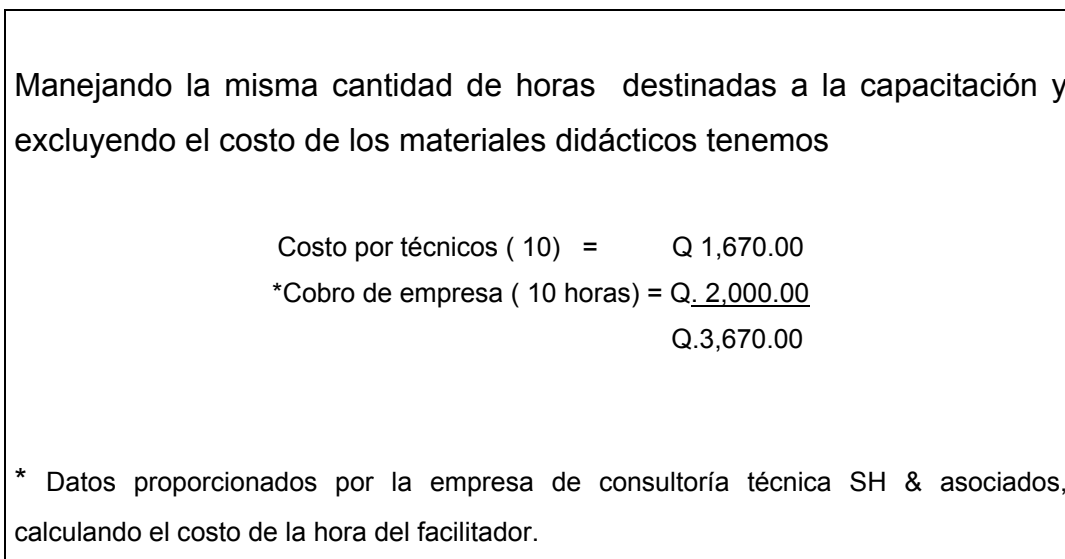 Manejando la misma cantidad de horas destinadas a la capacitación y
excluyendo el costo de los materiales didácticos tenemos
Costo por técnicos ( 10) = Q 1,670.00
*Cobro de empresa ( 10 horas) = Q. 2,000.00
Q.3,670.00
* Datos proporcionados por la empresa de consultoría técnica SH & asociados,
calculando el costo de la hora del facilitador.